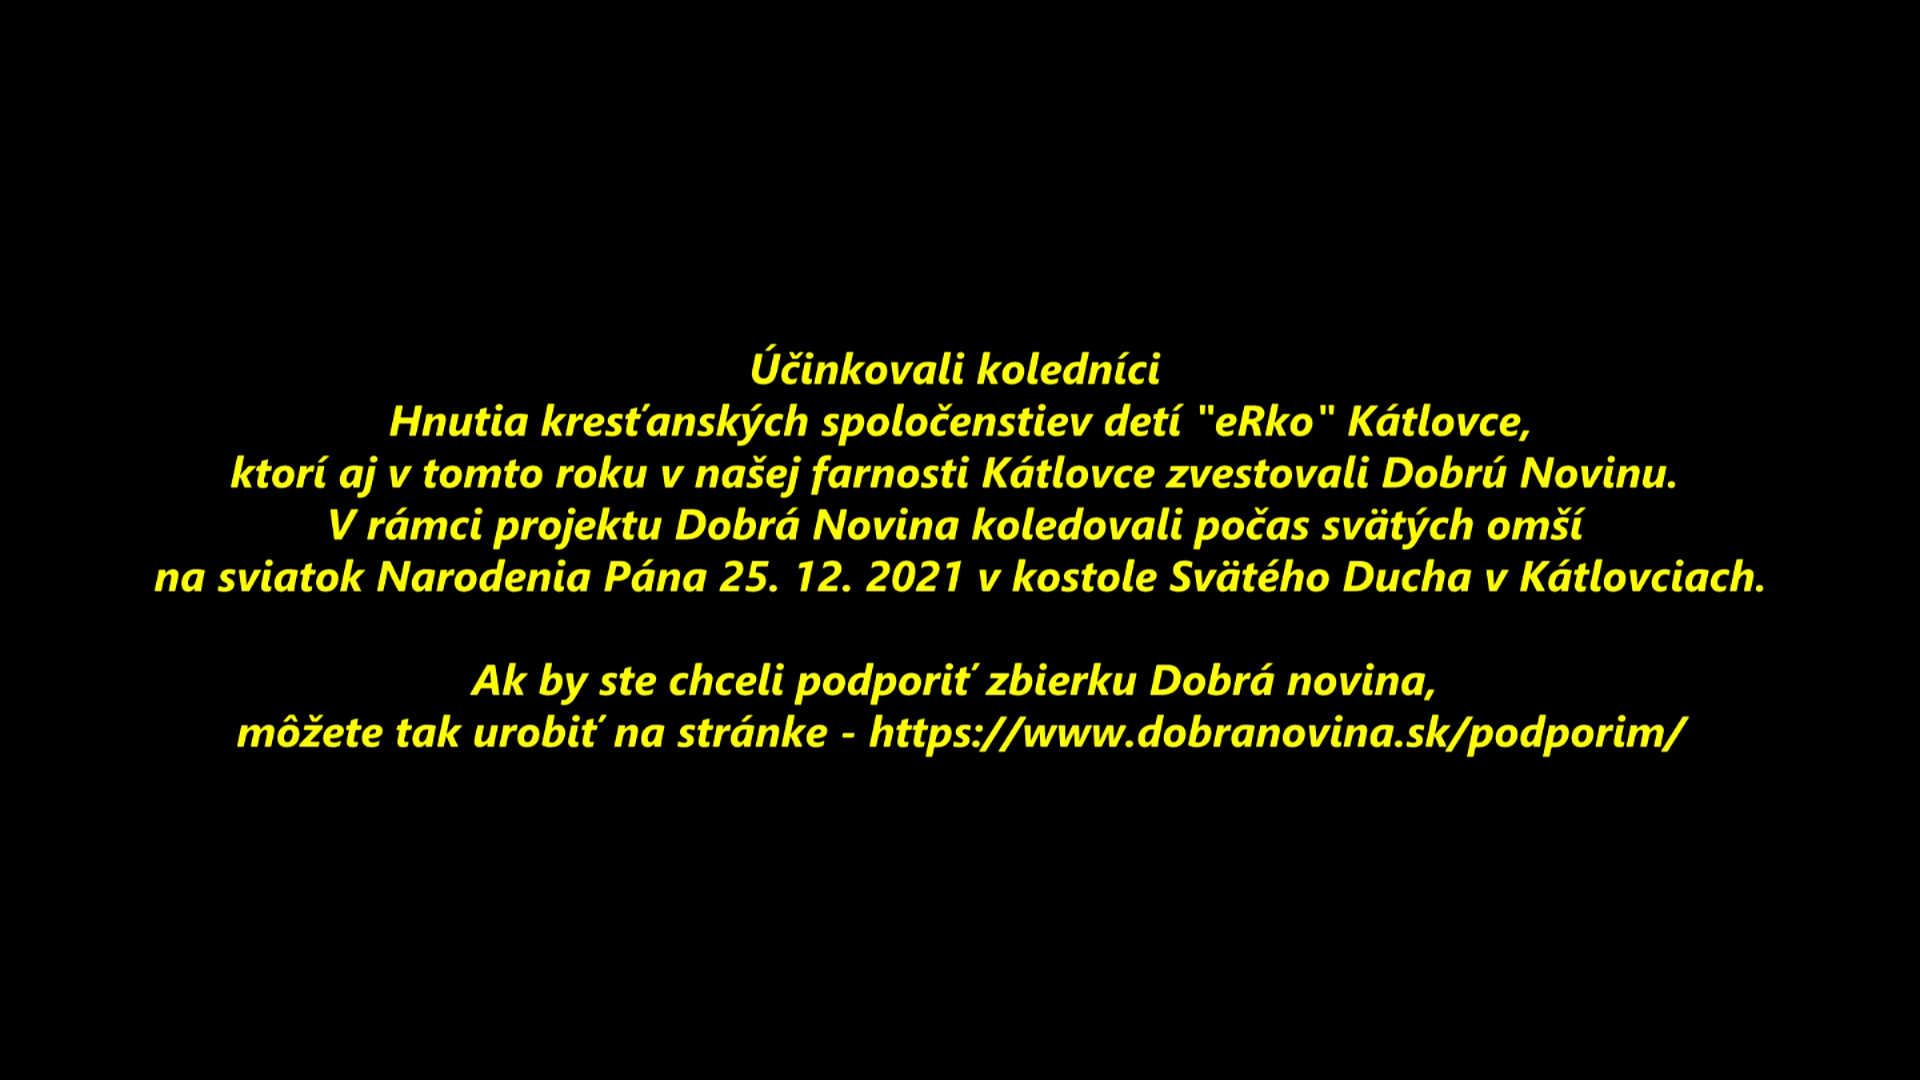 Účinkovali koledníci
Hnutia kresťanských spoločenstiev detí "eRko" Kátlovce,
ktorí aj v tomto roku v našej farnosti Kátlovce zvestovali Dobrú Novinu.
V rámci projektu Dobrá Novina koledovali počas svätých omší
na sviatok Narodenia Pána 25. 12. 2021 v kostole Svätého Ducha v Kátlovciach.
Ak by ste chceli podporiť zbierku Dobrá novina,
môžete tak urobiť na stránke - https://www.dobranovina.sk/podporim/